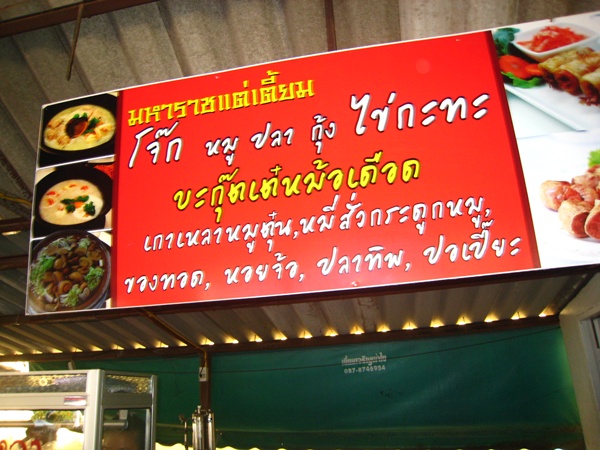 มหาราชแต่เตี้ยม
โจ๊ก หมู ปลา กุ้ง ไข่กะทะ
บะกุ๊ตเต๋หม้อเดือด
เกาเหลาหมูตุ๋น,หมี่สั่วกระดูกหมู,
ของทอด, หอยจ้อ, ปลาทิพ, ปอเปี๊ยะ